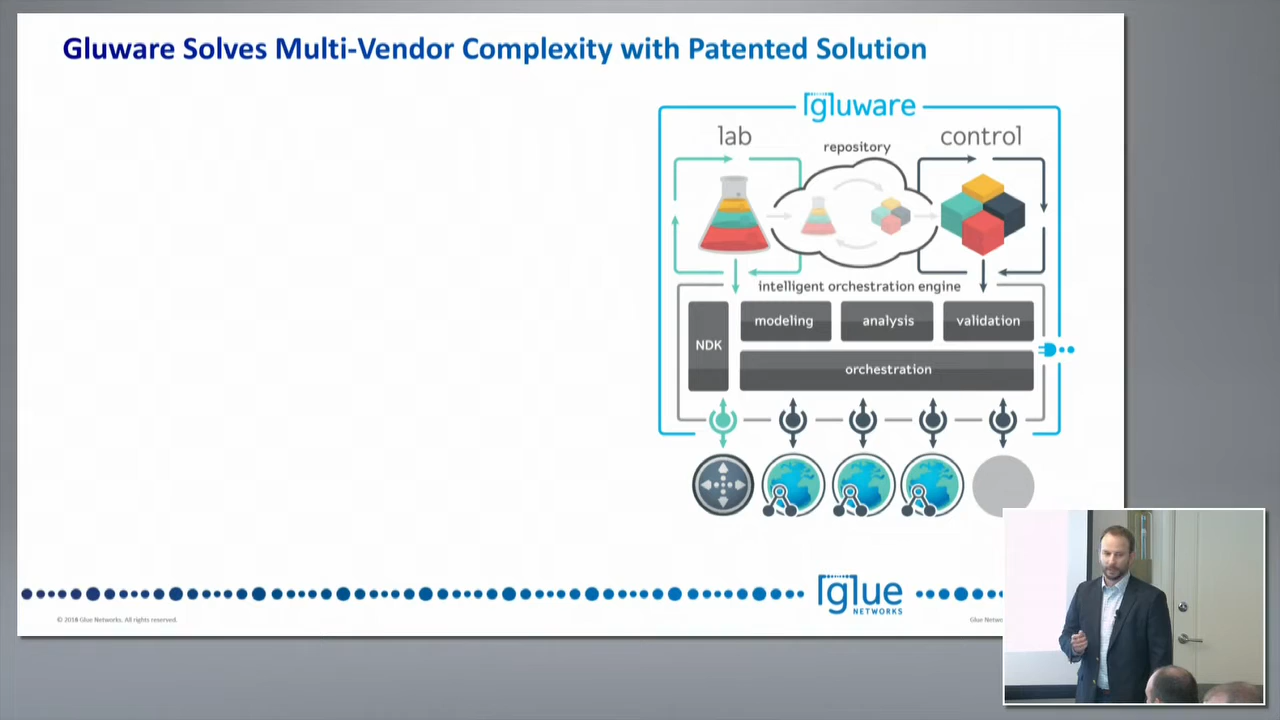 Gluware Solves Multi-Vendor Complexity with Patented Solution
gluware
lab
repository
control
intelligent orchestration engine
NDK
modeling
analysis
validation
orchestration
glue
NETWORKS
© 2018 Glue Networks. All rights reserved.
Glue